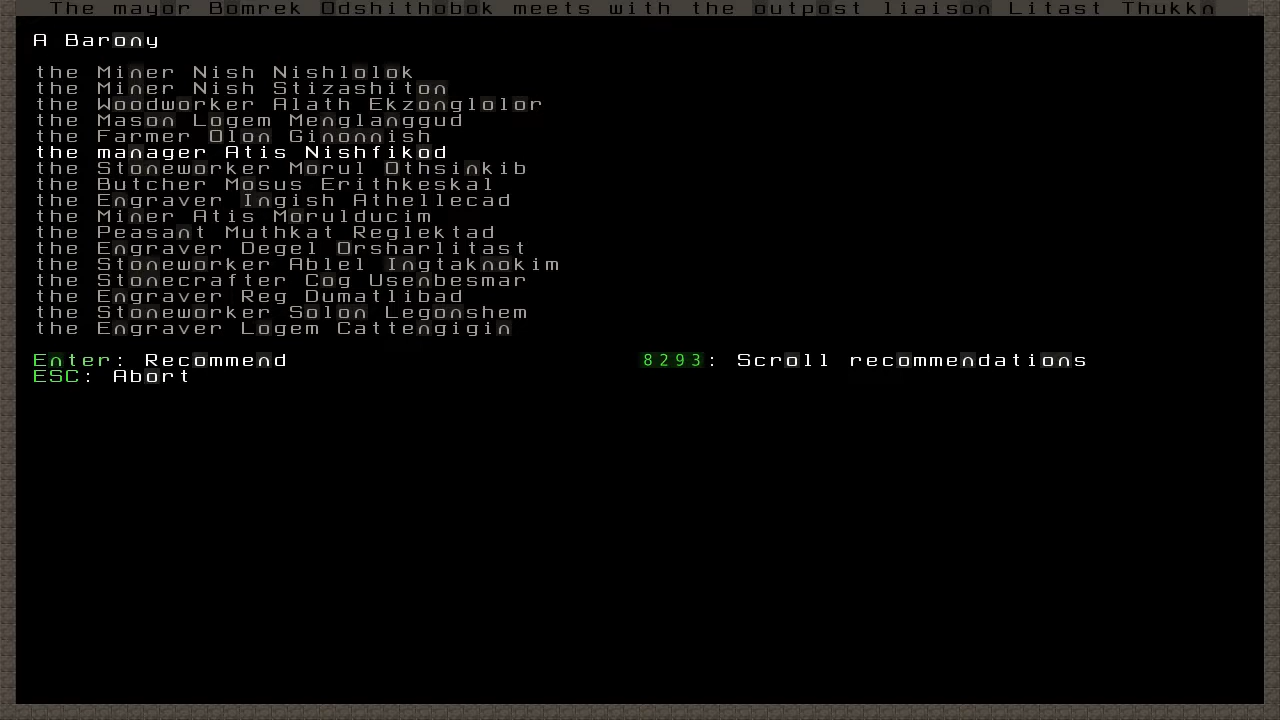 The mayor Bomrek Odshithobok meets with the outpost liaison Litast Thukkn
A Barony
the Miner Nish Nishlolok
the Miner Nish Stizashiton
the Woodworker Alath Ekzonglolor
the Mason Logem Menglanggud
the Farmer Olon Ginonnish
the manager Atis Nishfikod
the Stoneworker Morul Othsinkib
the Butcher Mosus Erithkeskal
the Engraver Ingish Athellecad
the Miner Atis Morulducim
the Peasant Muthkat Reglektad
the Engraver Degel Orsharlitast
the Stoneworker Ablel Ingtaknokim
the Stonecrafter Cog Usenbesmar
the Engraver Reg Dumatlibad
the Stoneworker Solon Legonshem
the Engraver Logem Cattengigin
Enter: Recommend 8293: Scroll recommendations
ESC: Abort